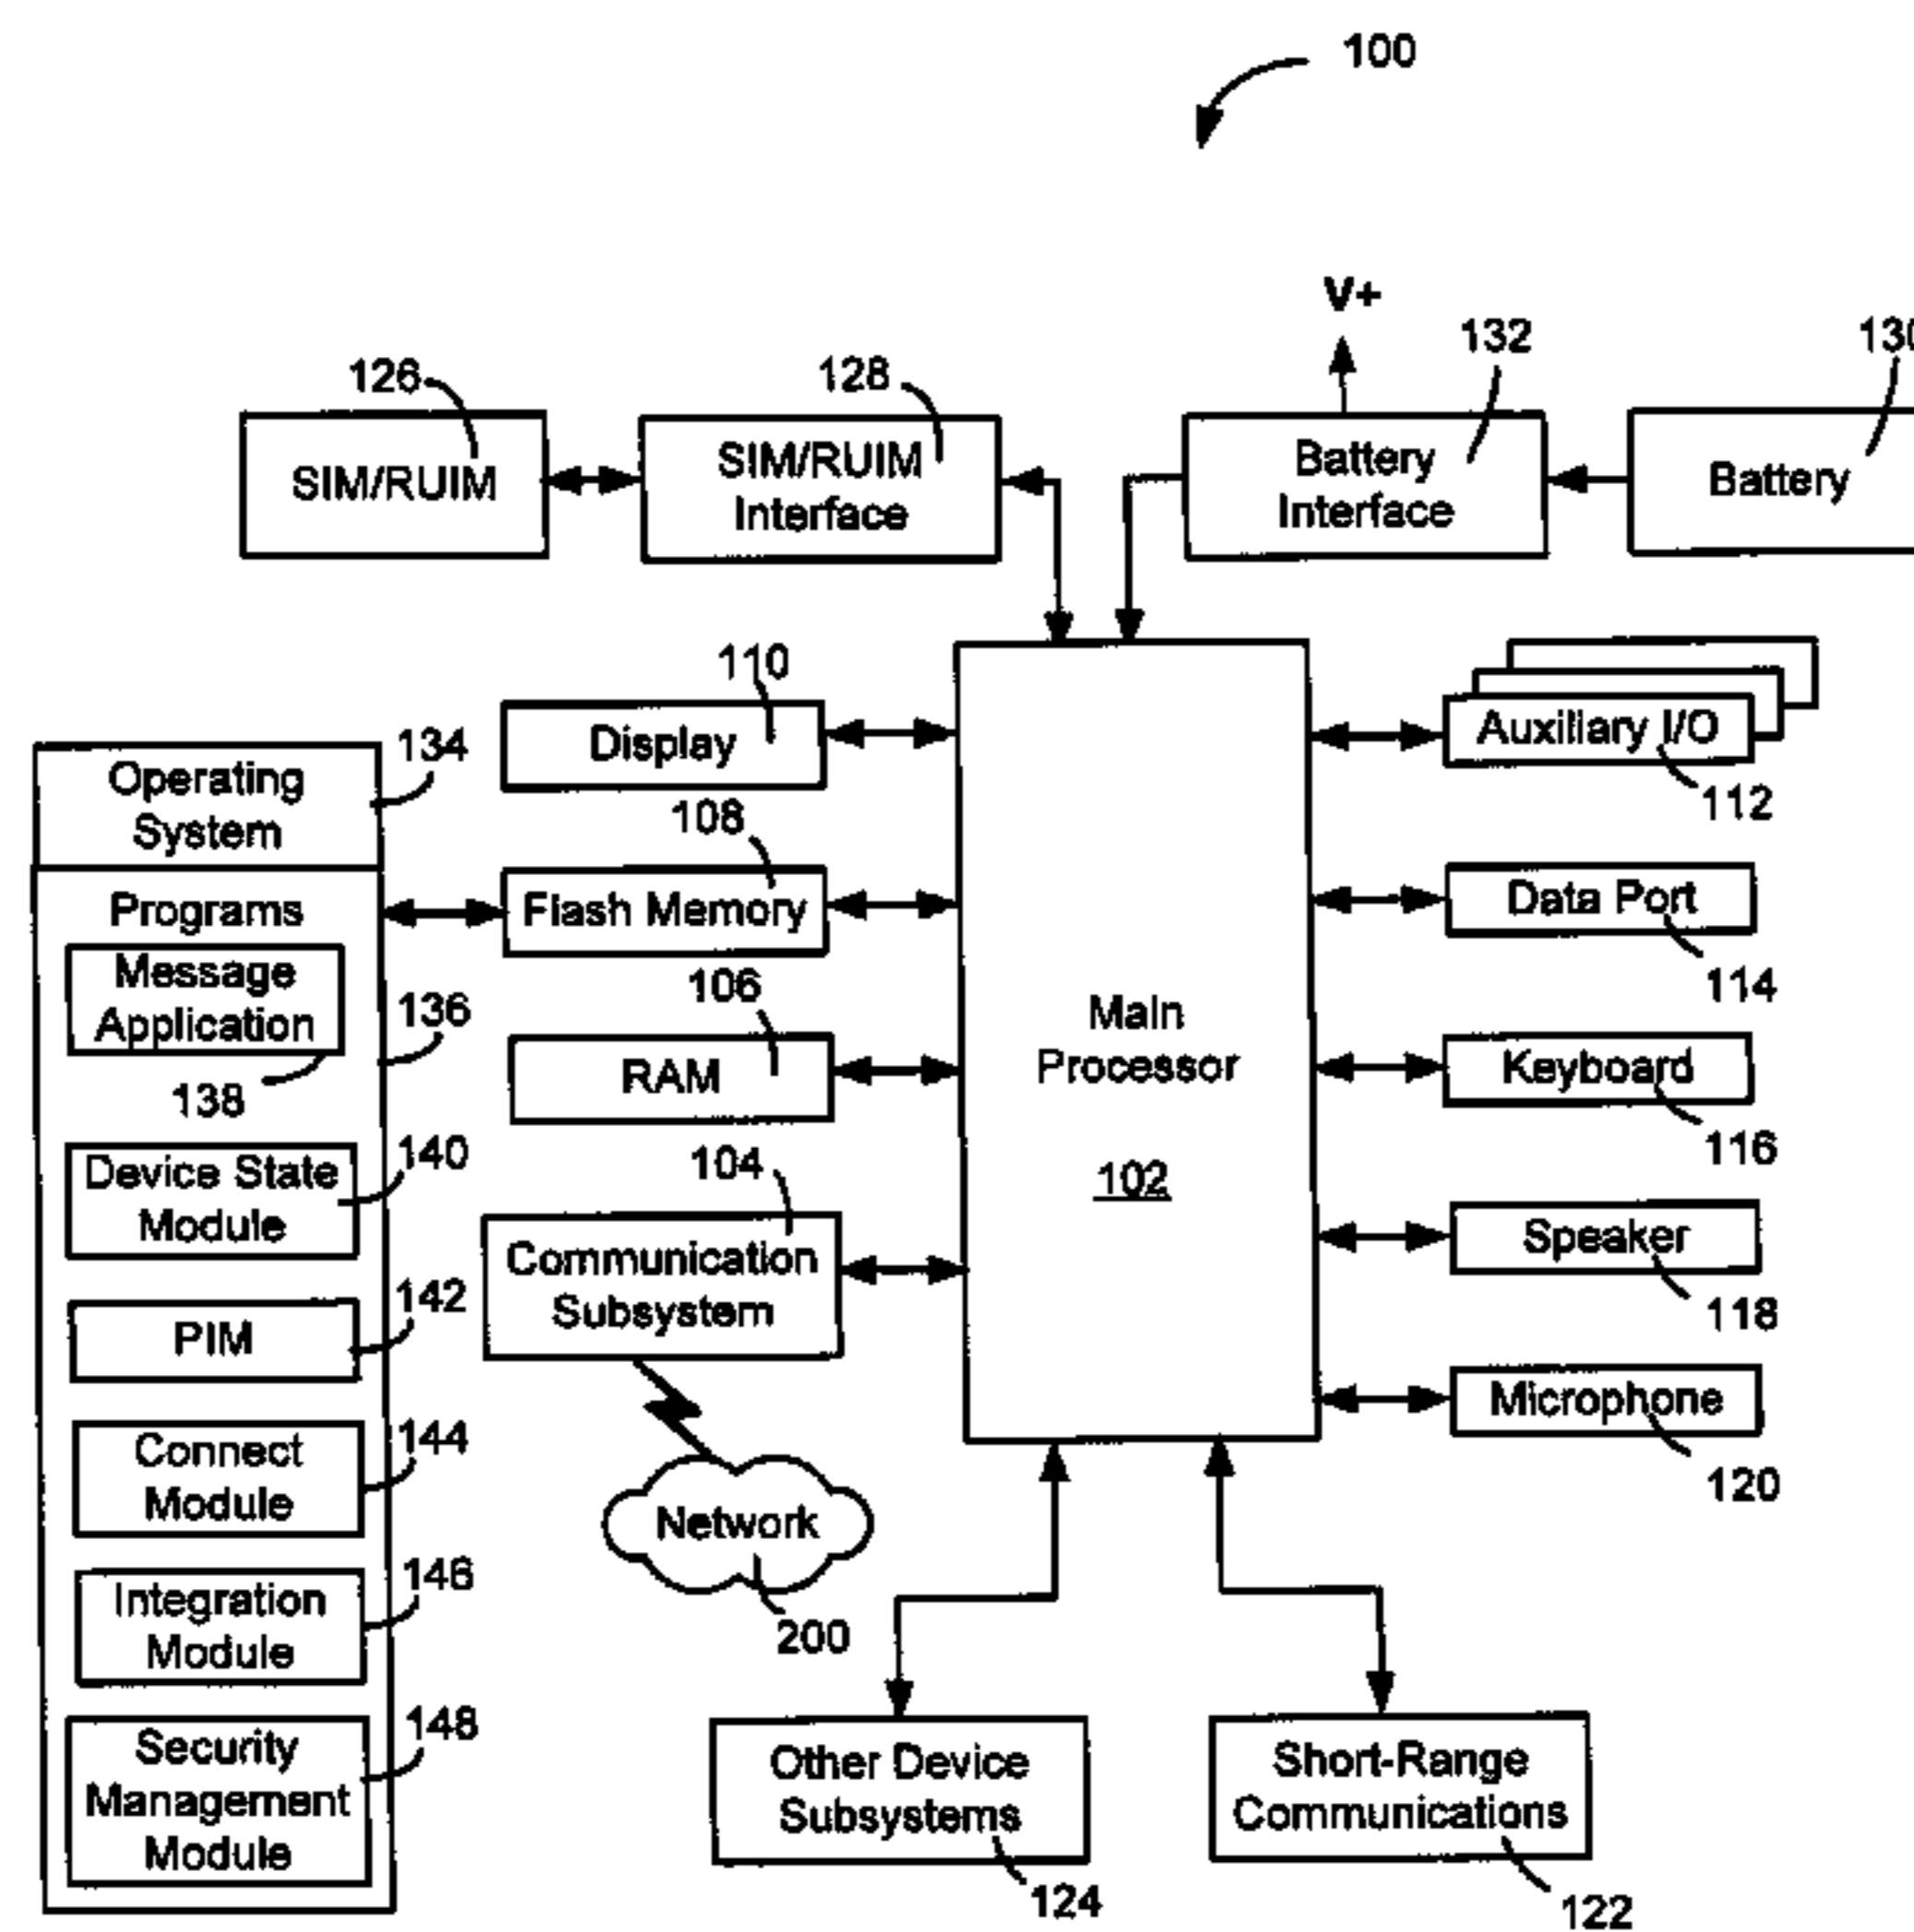 100
V+
126
128
132
130
SIM/RUIM
SIM/RUIM
Interface
Battery
Interface
Battery
110
Display
134
Operating
System
108
Flash Memory
Programs
Message
Application
138
136
106
RAM
Main
Processor
102
104
Communication
Subsystem
Device State
Module
140
PIM
142
Connect
Module
144
Integration
Module
146
Security
Management
Module
148
Network
200
Auxiliary I/O
112
Data Port
114
Keyboard
116
Speaker
118
Microphone
120
Other Device
Subsystems
124
Short-Range
Communications
122